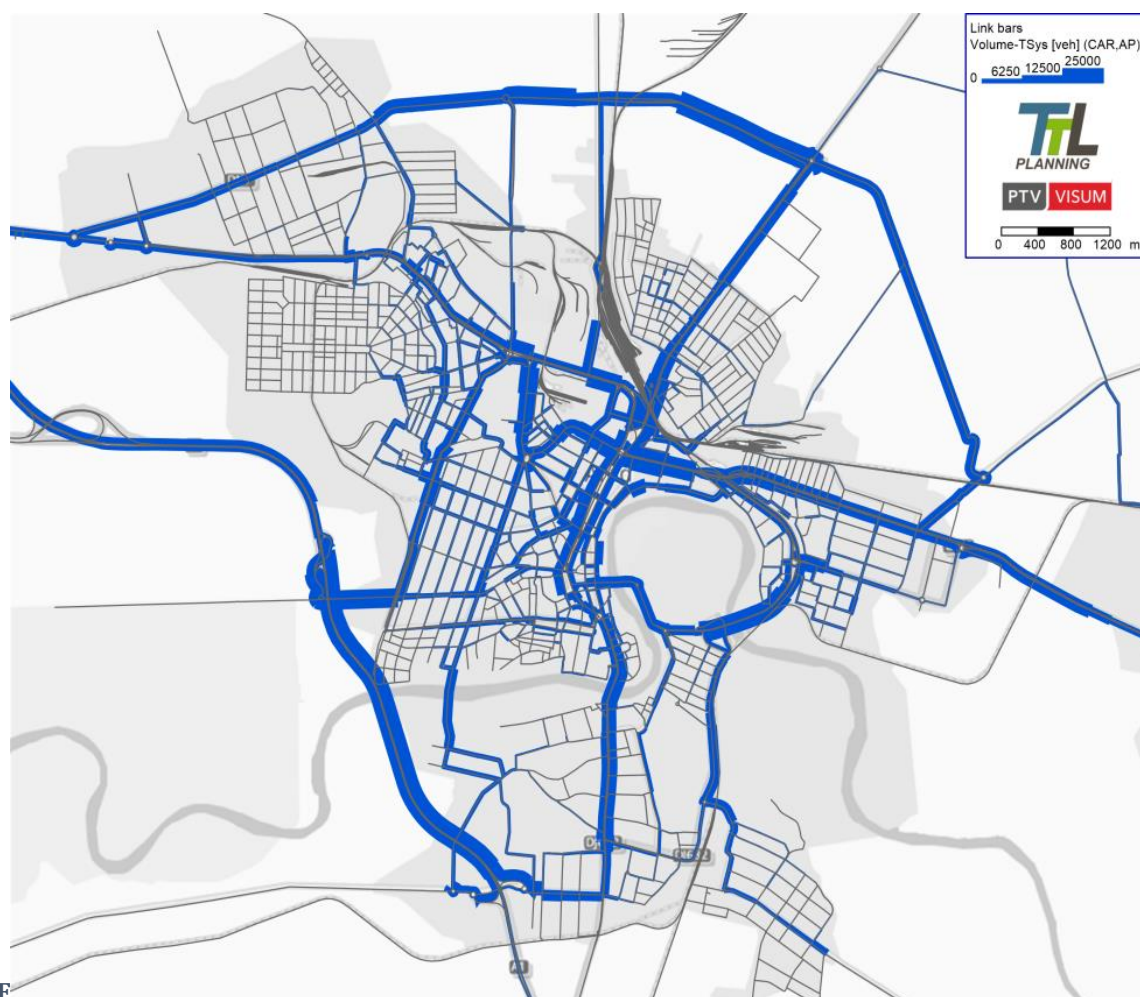 Link bars
Volume-TSys [veh] (CAR,AP)
0 6250 12500 25000
TTL
PLANNING
PTV VISUM
0 400 800 1200 m
F